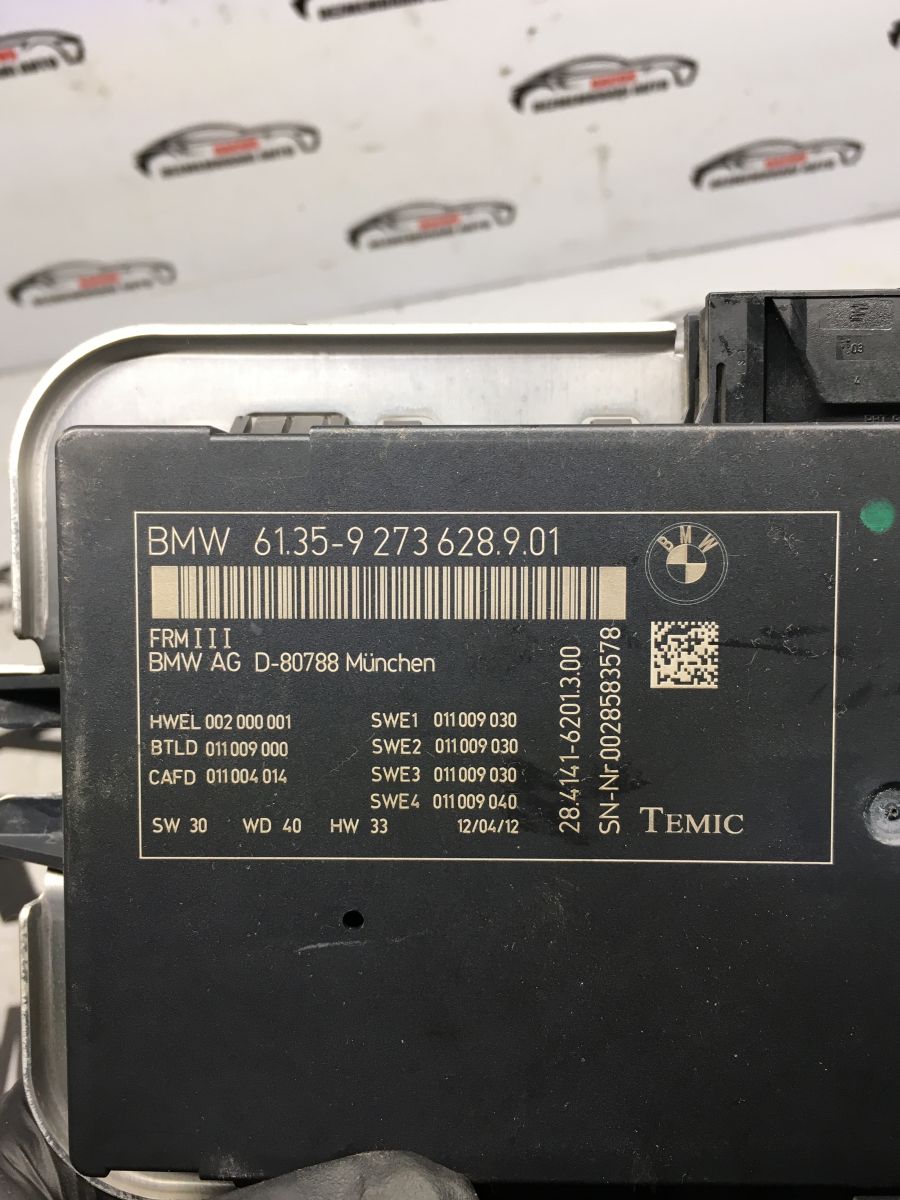 BMW 61.35-9 273 628.9.01
BMW
FRM III
BMW AG D-80788 München
HWEL 002 000 001
BTLD 011 009 000
CAFD 011 004 014
SWE1 011 009 030
SWE2 011 009 030
SWE3 011 009 030
SWE4 011 009 040
SW 30 WD 40 HW 33 12/04/12
28.4141-6201.3.00
SN-Nr.0028583578
TEMIC
03
4